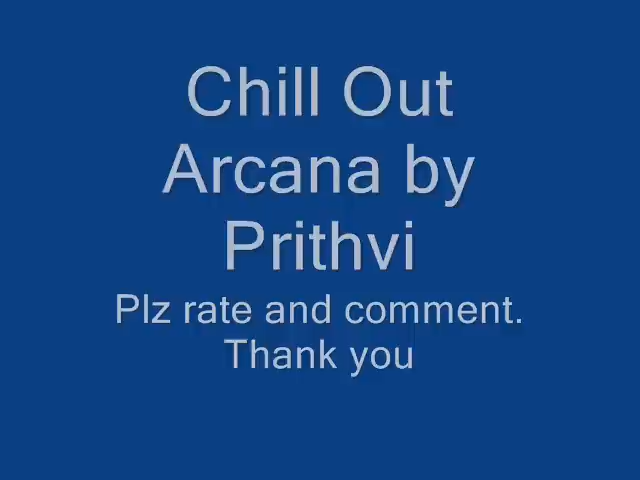 Chill Out
Arcana by
Prithvi
Plz rate and comment.
Thank you